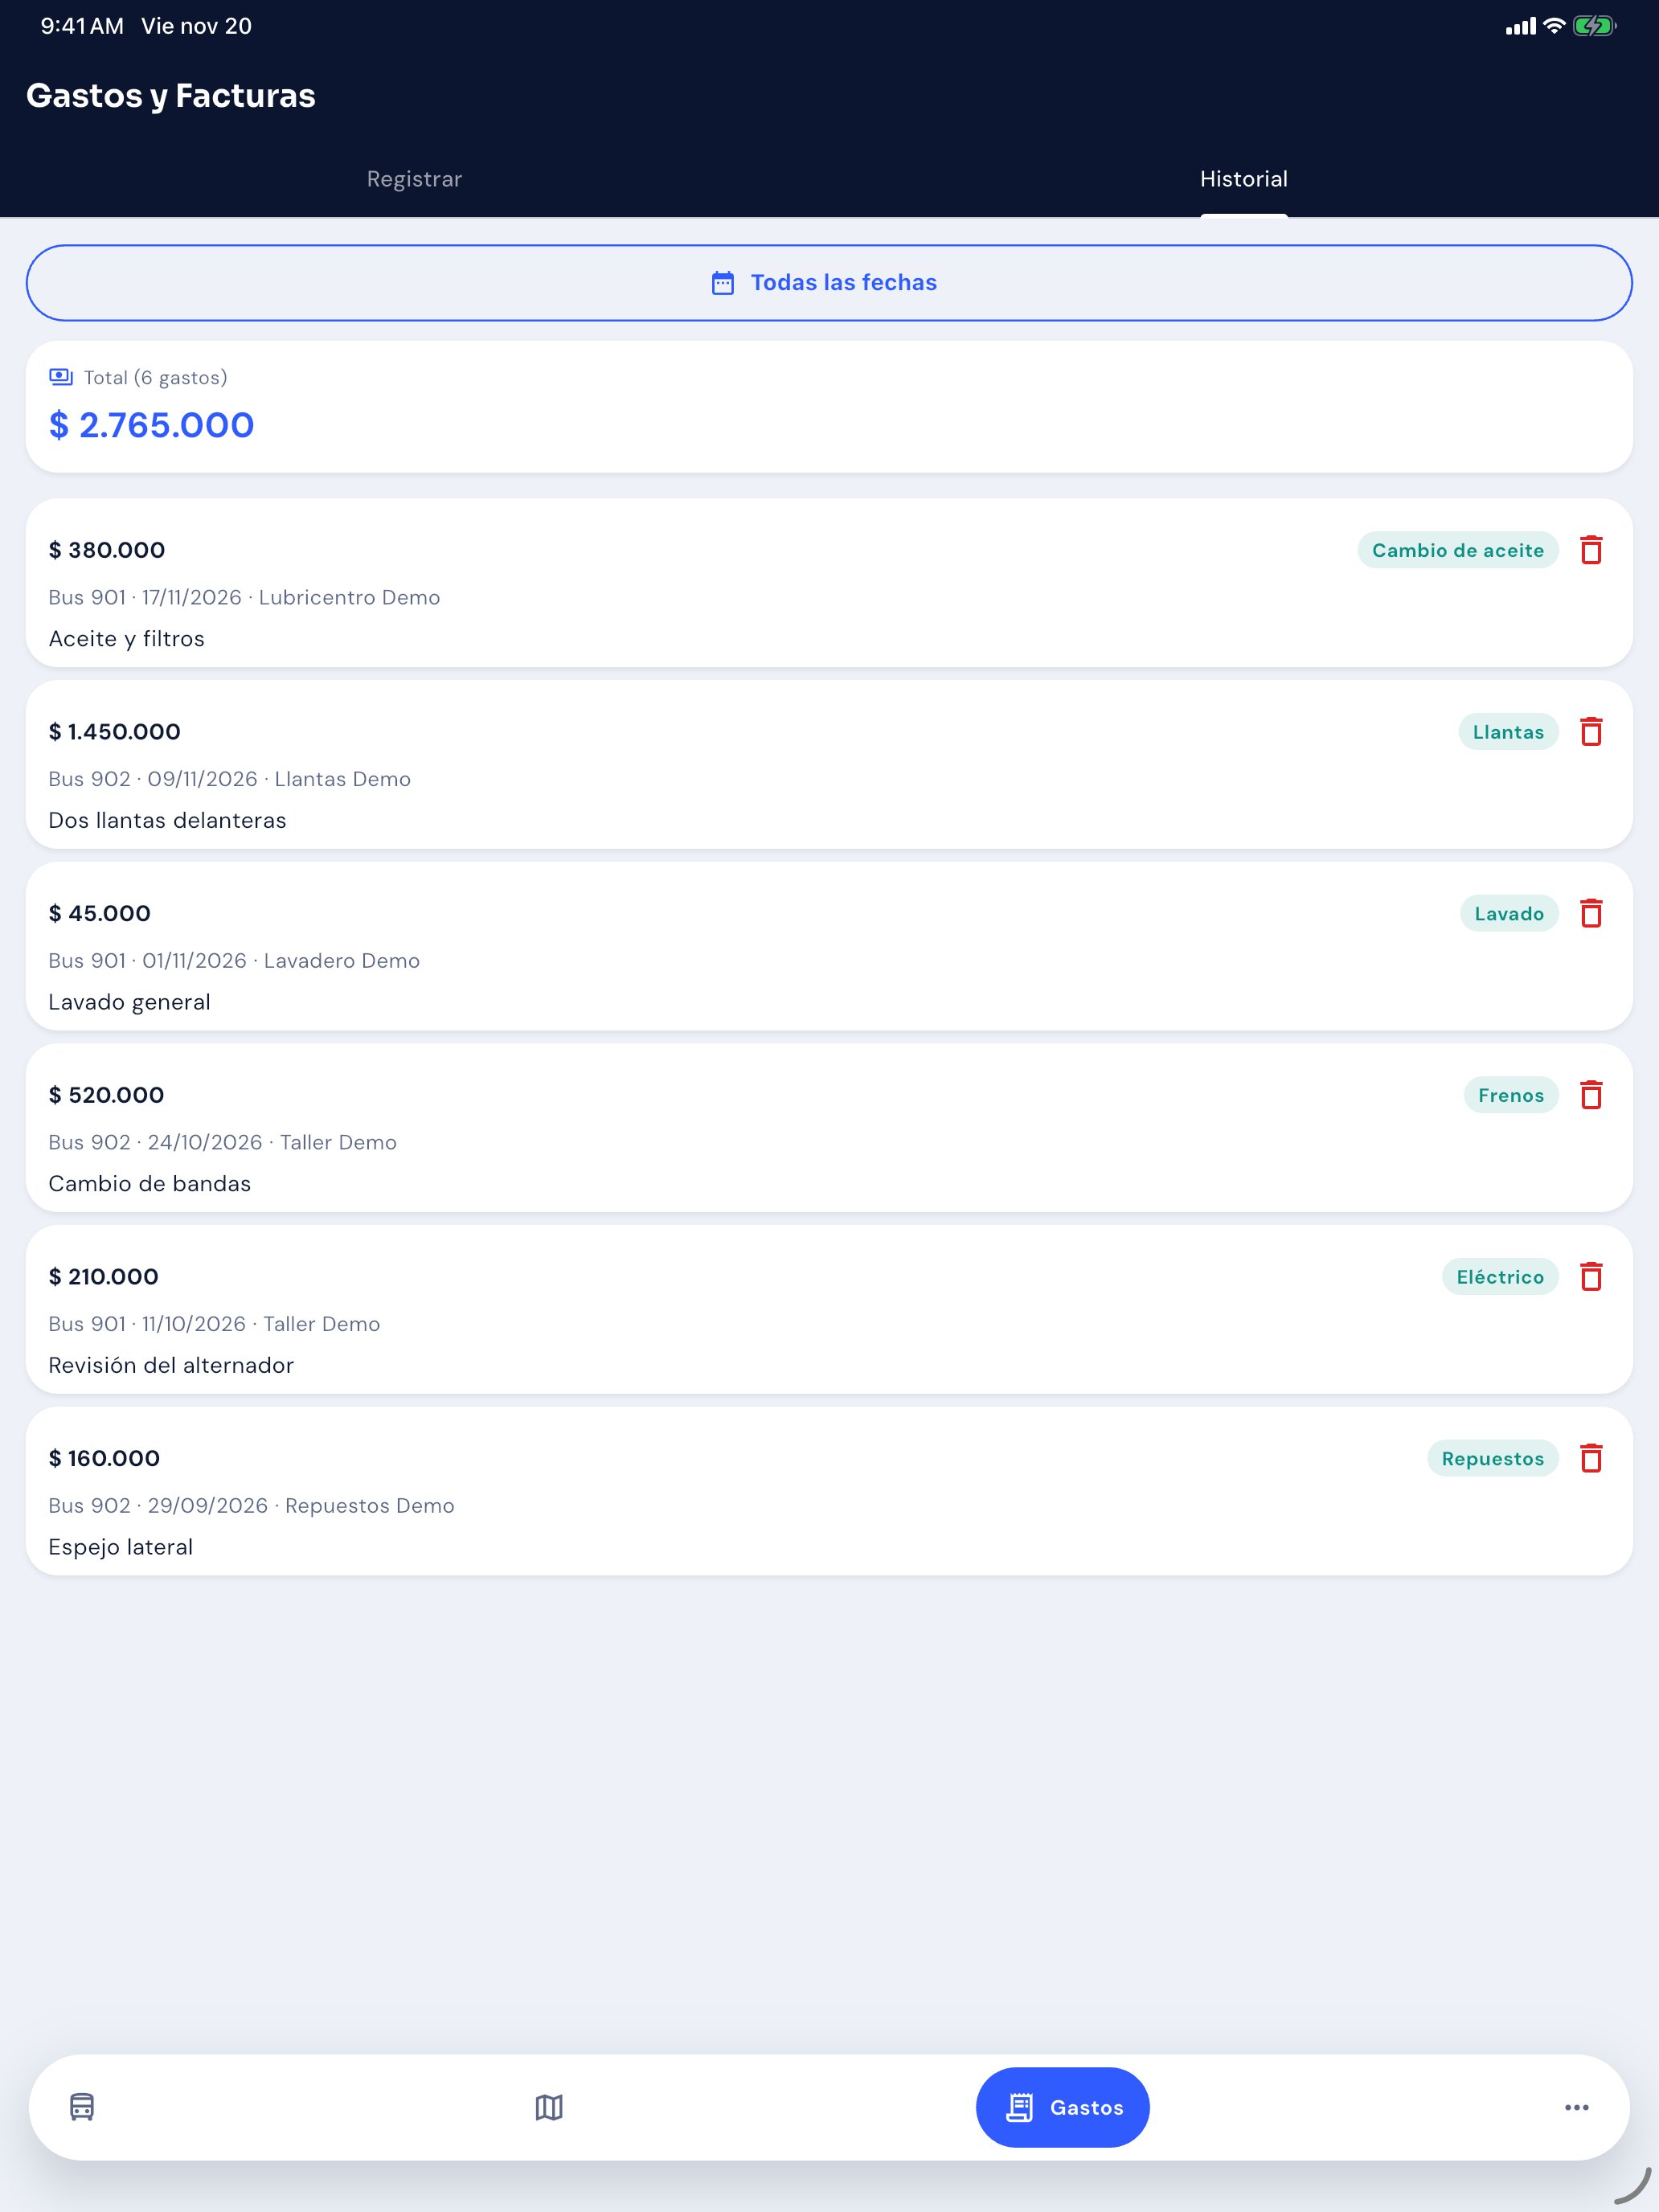 9:41 AM Vie nov 20
Gastos y Facturas
Registrar
Historial
Todas las fechas
Total (6 gastos)
$ 2.765.000
$ 380.000
Cambio de aceite
Bus 901 · 17/11/2026 · Lubricentro Demo
Aceite y filtros
$ 1.450.000
Llantas
Bus 902 · 09/11/2026 · Llantas Demo
Dos llantas delanteras
$ 45.000
Lavado
Bus 901 · 01/11/2026 · Lavadero Demo
Lavado general
$ 520.000
Frenos
Bus 902 · 24/10/2026 · Taller Demo
Cambio de bandas
$ 210.000
Eléctrico
Bus 901 · 11/10/2026 · Taller Demo
Revisión del alternador
$ 160.000
Repuestos
Bus 902 · 29/09/2026 · Repuestos Demo
Espejo lateral
Gastos